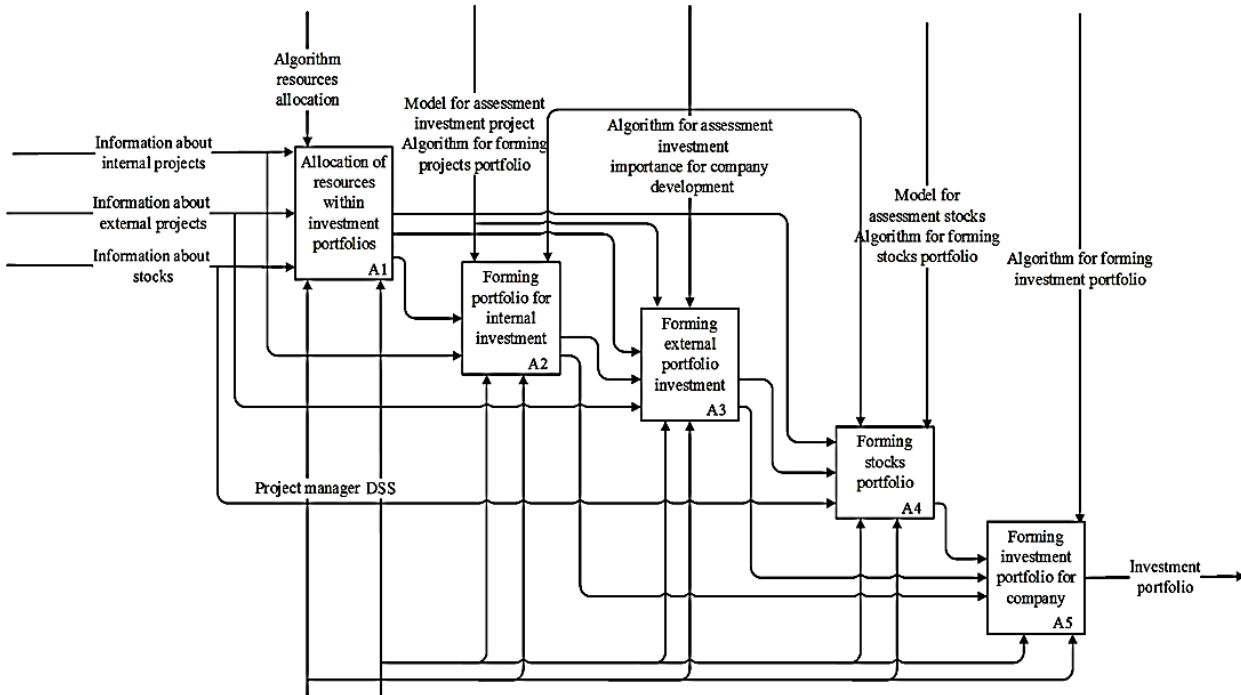 Algorithm
resources
allocation
Model for assessment
investment project
Algorithm for forming
projects portfolio
Algorithm for assessment
investment
importance for company
development
Model for
assessment stocks
Algorithm for forming
stocks portfolio
Algorithm for forming
investment portfolio
Information about
internal projects
Information about
external projects
Information about
stocks
Allocation of
resources within
investment
portfolios
A1
Forming
portfolio for
internal
investment
A2
Forming
external
portfolio
investment
A3
Forming
stocks
portfolio
A4
Project manager DSS
Forming
investment
portfolio for
company
A5
Investment
portfolio